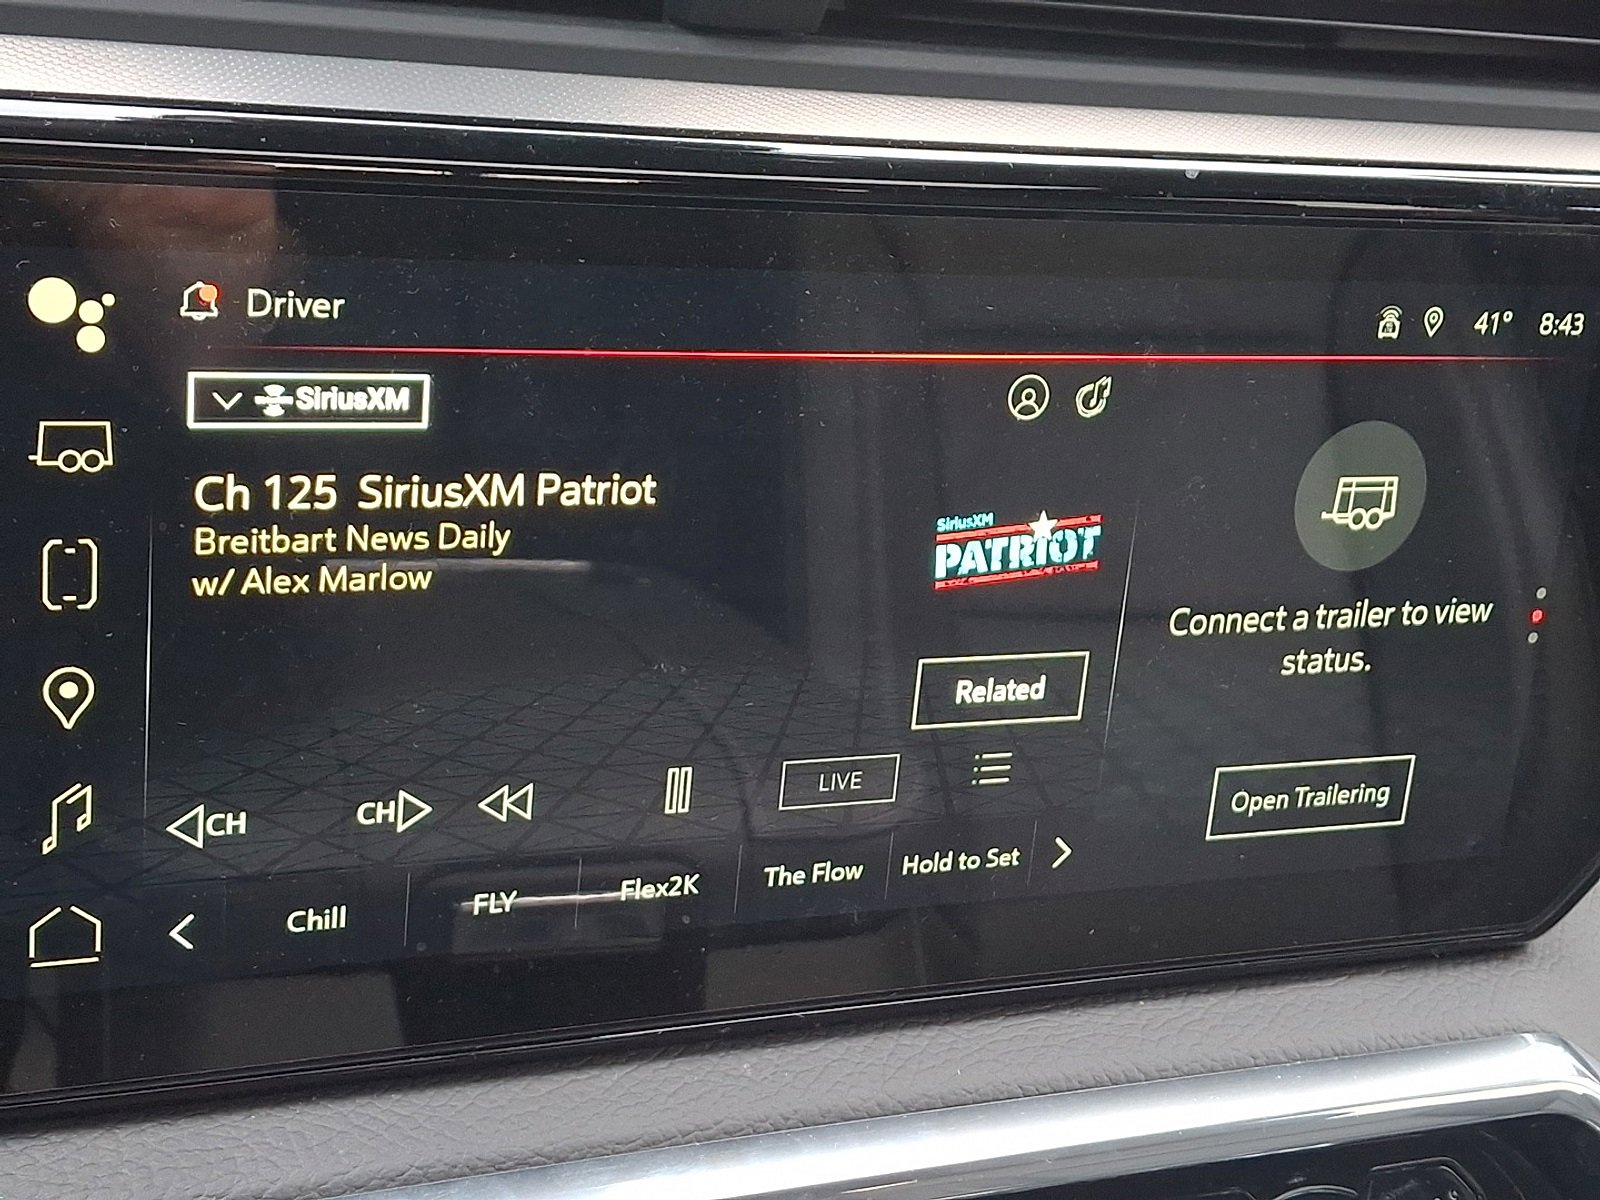 Driver
41° 8:43
SiriusXM
Ch 125 SiriusXM Patriot
Breitbart News Daily
w/ Alex Marlow
SiriusXM
PATRIOT
Related
Connect a trailer to view
status.
Open Trailering
CH
CH
LIVE
Chill
FLY
Flex2K
The Flow
Hold to Set